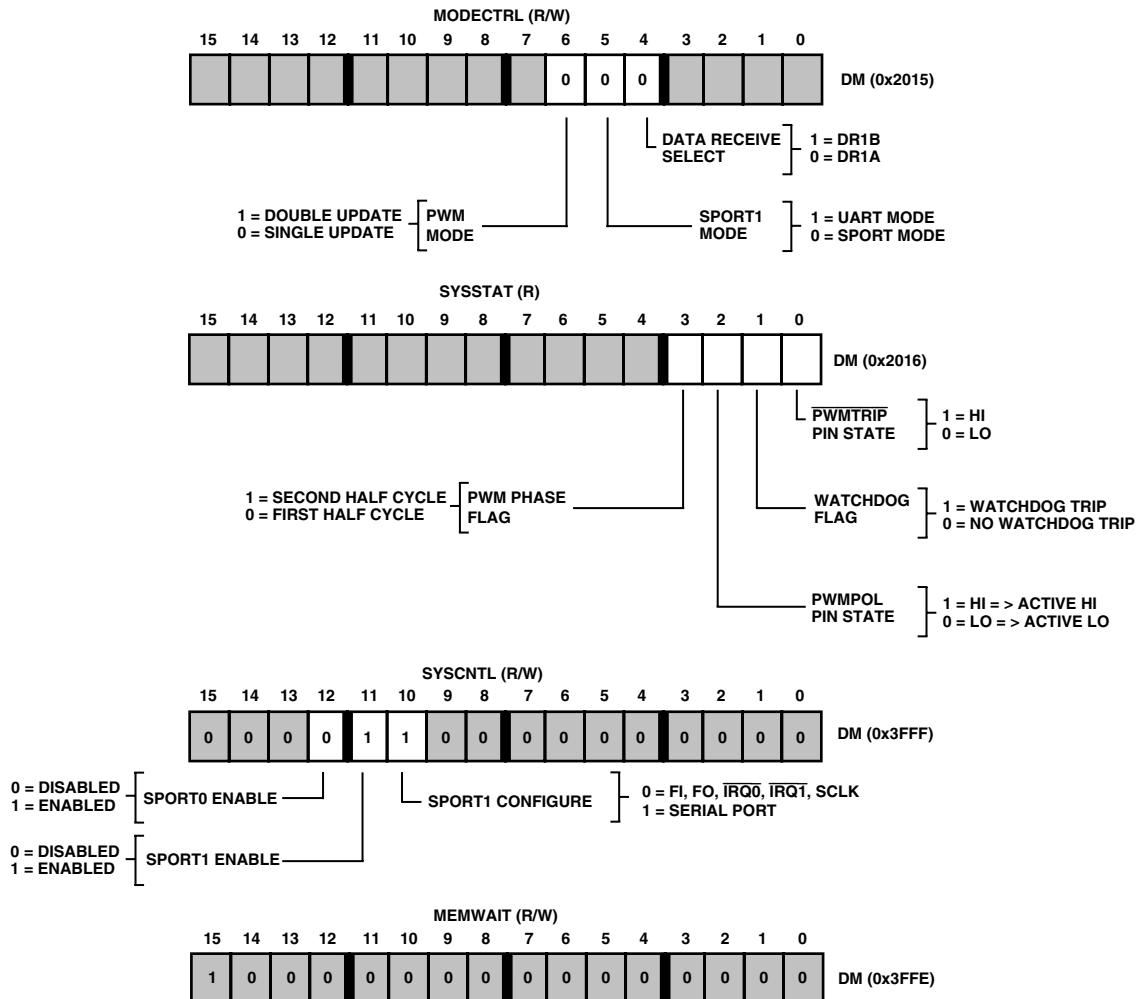 MODECTRL (R/W)
15 14 13 12 11 10 9 8 7 6 5 4 3 2 1 0
0 0 0 DM (0x2015)
DATA RECEIVE SELECT 1 = DR1B
0 = DR1A
1 = DOUBLE UPDATE PWM MODE
0 = SINGLE UPDATE
SPORT1 MODE 1 = UART MODE
0 = SPORT MODE
SYSSTAT (R)
15 14 13 12 11 10 9 8 7 6 5 4 3 2 1 0
DM (0x2016)
PWMTRIP PIN STATE 1 = HI
0 = LO
1 = SECOND HALF CYCLE PWM PHASE FLAG
0 = FIRST HALF CYCLE
WATCHDOG FLAG 1 = WATCHDOG TRIP
0 = NO WATCHDOG TRIP
PWMPOL PIN STATE 1 = HI = > ACTIVE HI
0 = LO = > ACTIVE LO
SYSCNTL (R/W)
15 14 13 12 11 10 9 8 7 6 5 4 3 2 1 0
0 0 0 0 1 1 0 0 0 0 0 0 0 0 0 0 DM (0x3FFF)
0 = DISABLED
1 = ENABLED SPORT0 ENABLE
SPORT1 CONFIGURE 0 = FI, FO, IRQ0, IRQ1, SCLK
1 = SERIAL PORT
0 = DISABLED
1 = ENABLED SPORT1 ENABLE
MEMWAIT (R/W)
15 14 13 12 11 10 9 8 7 6 5 4 3 2 1 0
1 0 0 0 0 0 0 0 0 0 0 0 0 0 0 0 DM (0x3FFE)